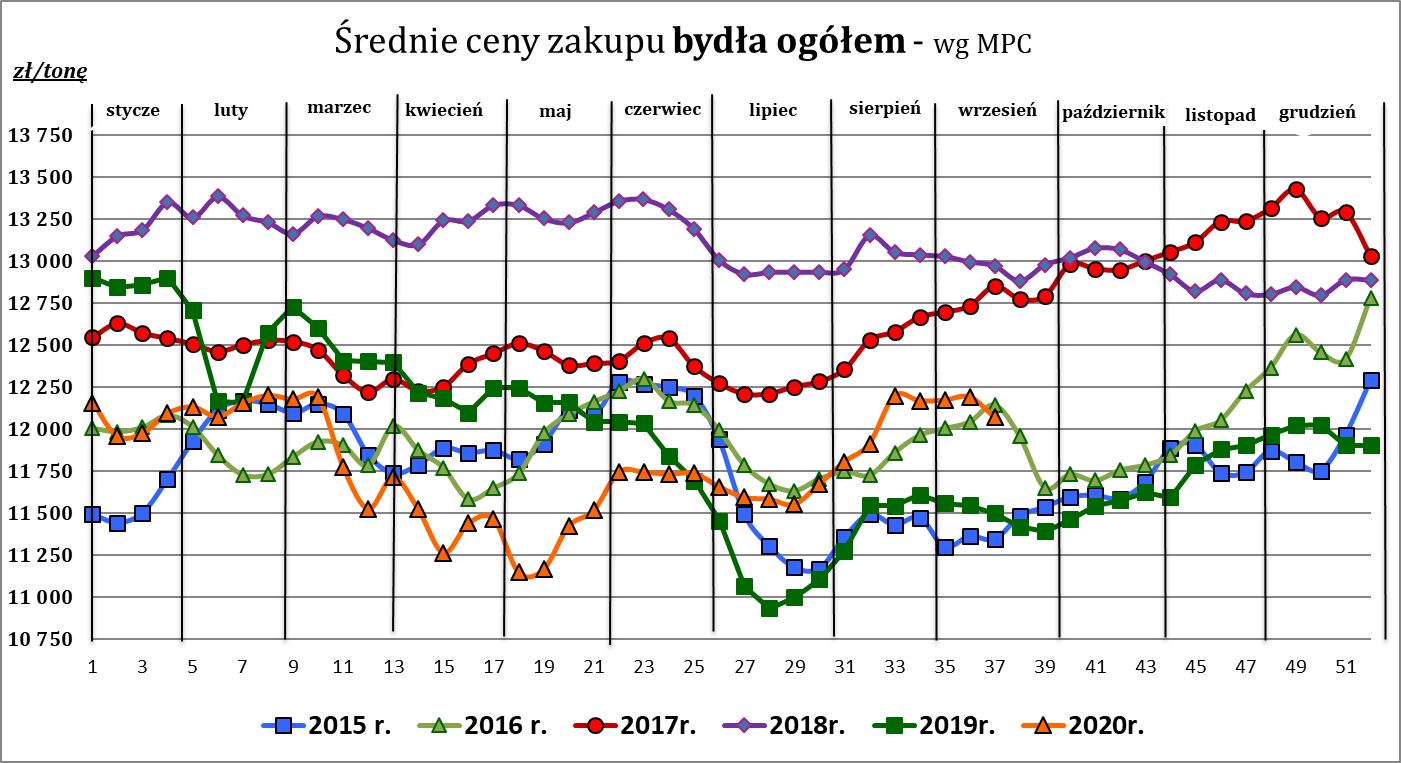 Średnie ceny zakupu bydła ogółem - wg MPC
zł/tonę
stycze luty marzec kwiecień maj czerwiec lipiec sierpień wrzesień październik listopad grudzień
13 750
13 500
13 250
13 000
12 750
12 500
12 250
12 000
11 750
11 500
11 250
11 000
10 750
1 3 5 7 9 11 13 15 17 19 21 23 25 27 29 31 33 35 37 39 41 43 45 47 49 51
2015 r. 2016 r. 2017r. 2018r. 2019r. 2020r.